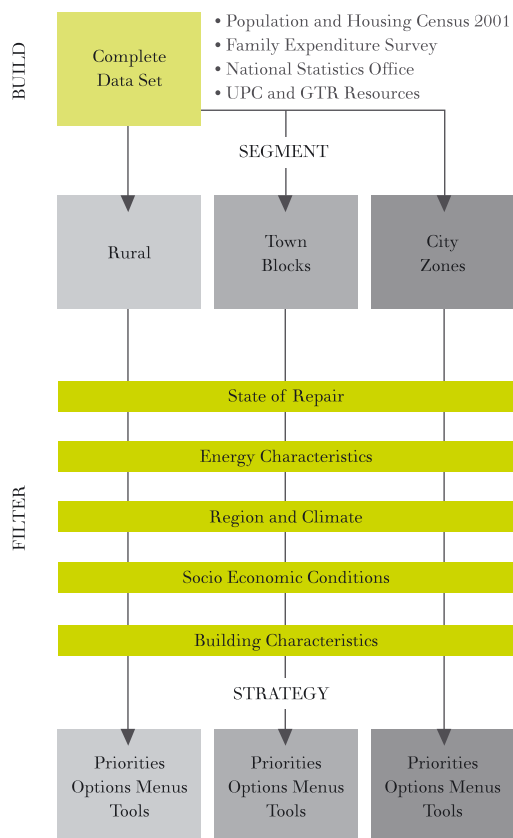 BUILD
Complete
Data Set
• Population and Housing Census 2001
• Family Expenditure Survey
• National Statistics Office
• UPC and GTR Resources
SEGMENT
Rural
Town
Blocks
City
Zones
FILTER
State of Repair
Energy Characteristics
Region and Climate
Socio Economic Conditions
Building Characteristics
STRATEGY
Priorities
Options Menus
Tools
Priorities
Options Menus
Tools
Priorities
Options Menus
Tools